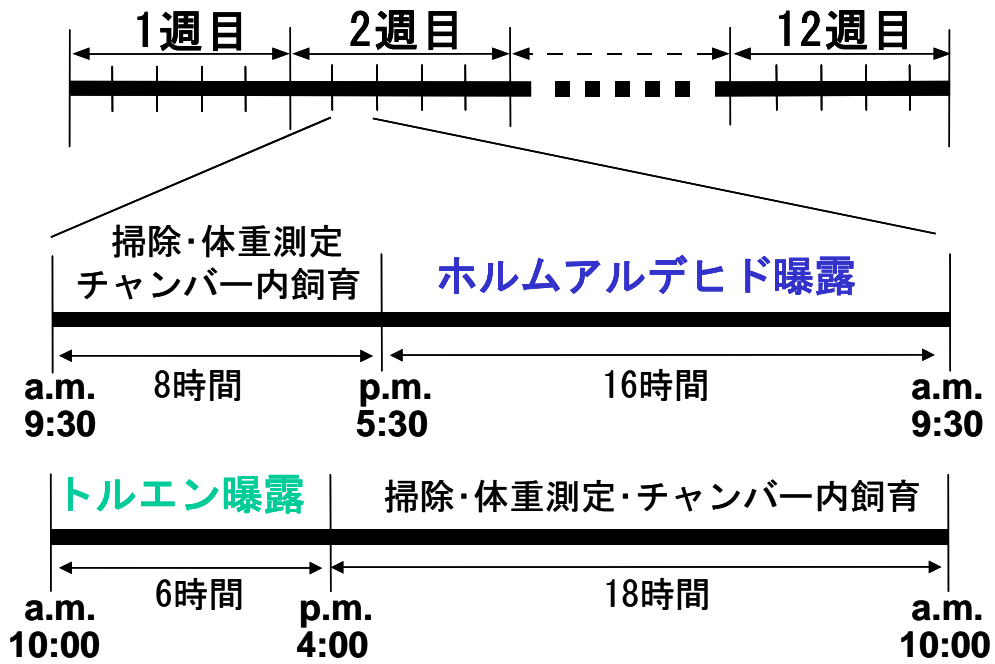 1週目 2週目 12週目
掃除・体重測定
チャンバー内飼育
ホルムアルデヒド曝露
8時間 16時間
a.m. p.m. a.m.
9:30 5:30 9:30
トルエン曝露 掃除・体重測定・チャンバー内飼育
6時間 18時間
a.m. p.m. a.m.
10:00 4:00 10:00